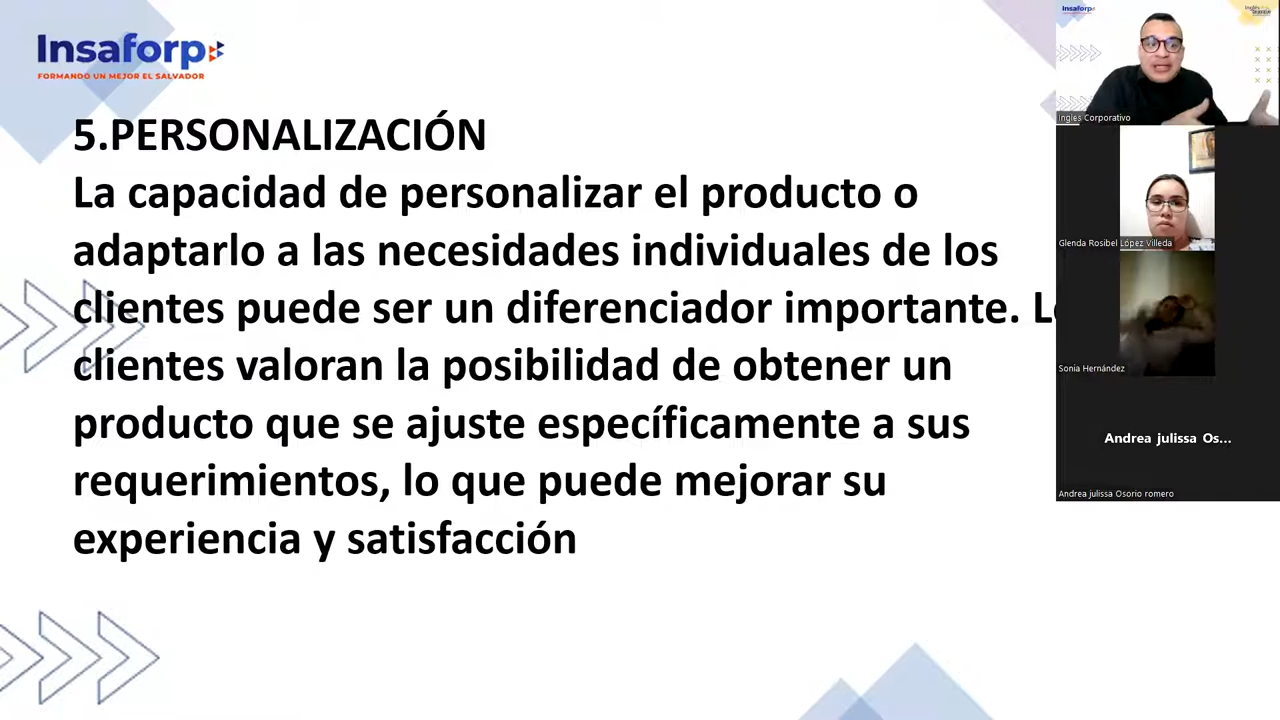 Insaforp
FORMANDO UN MEJOR EL SALVADOR
5.PERSONALIZACIÓN
La capacidad de personalizar el producto o
adaptarlo a las necesidades individuales de los
clientes puede ser un diferenciador importante. L
clientes valoran la posibilidad de obtener un
producto que se ajuste específicamente a sus
requerimientos, lo que puede mejorar su
experiencia y satisfacción
Insaforp
Ingles Corporativo
Glenda Rosibel López Villeda
Sonia Hernández
Andrea julissa Os...
Andrea julissa Osorio romero